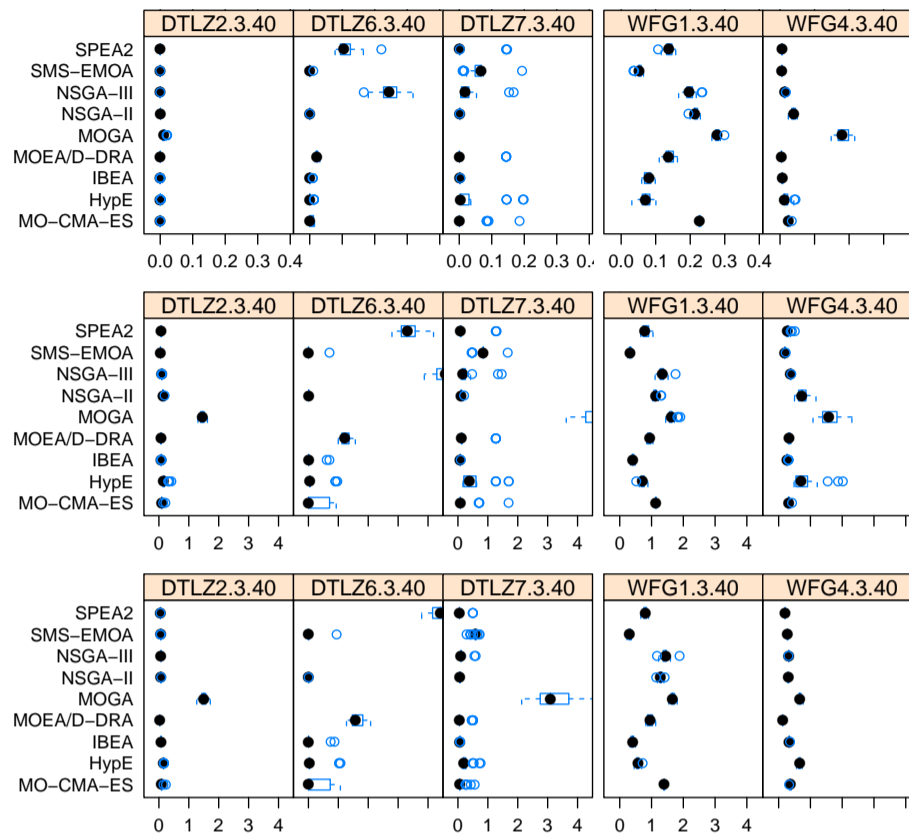 DTLZ2.3.40 DTLZ6.3.40 DTLZ7.3.40 WFG1.3.40 WFG4.3.40
SPEA2
SMS−EMOA
NSGA−III
NSGA−II
MOGA
MOEA/D−DRA
IBEA
HypE
MO−CMA−ES
0.0 0.1 0.2 0.3 0.4 0.0 0.1 0.2 0.3 0.4 0.0 0.1 0.2 0.3 0.4
DTLZ2.3.40 DTLZ6.3.40 DTLZ7.3.40 WFG1.3.40 WFG4.3.40
SPEA2
SMS−EMOA
NSGA−III
NSGA−II
MOGA
MOEA/D−DRA
IBEA
HypE
MO−CMA−ES
0 1 2 3 4 0 1 2 3 4 0 1 2 3 4
DTLZ2.3.40 DTLZ6.3.40 DTLZ7.3.40 WFG1.3.40 WFG4.3.40
SPEA2
SMS−EMOA
NSGA−III
NSGA−II
MOGA
MOEA/D−DRA
IBEA
HypE
MO−CMA−ES
0 1 2 3 4 0 1 2 3 4 0 1 2 3 4